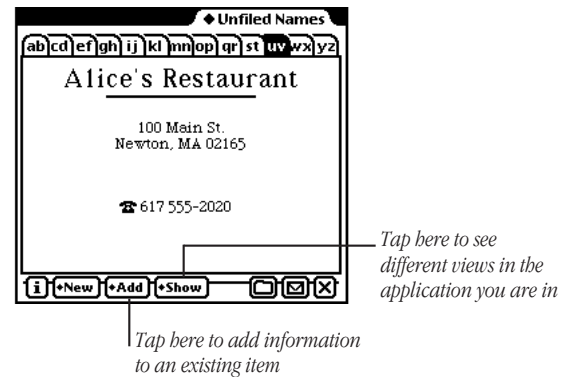 ◆ Unfiled Names
ab cd ef gh ij kl mn op qr st uv wx yz
Alice's Restaurant
100 Main St.
Newton, MA 02165
☎ 617 555-2020
Tap here to see
different views in the
application you are in
i ◆New ◆Add ◆Show
Tap here to add information
to an existing item